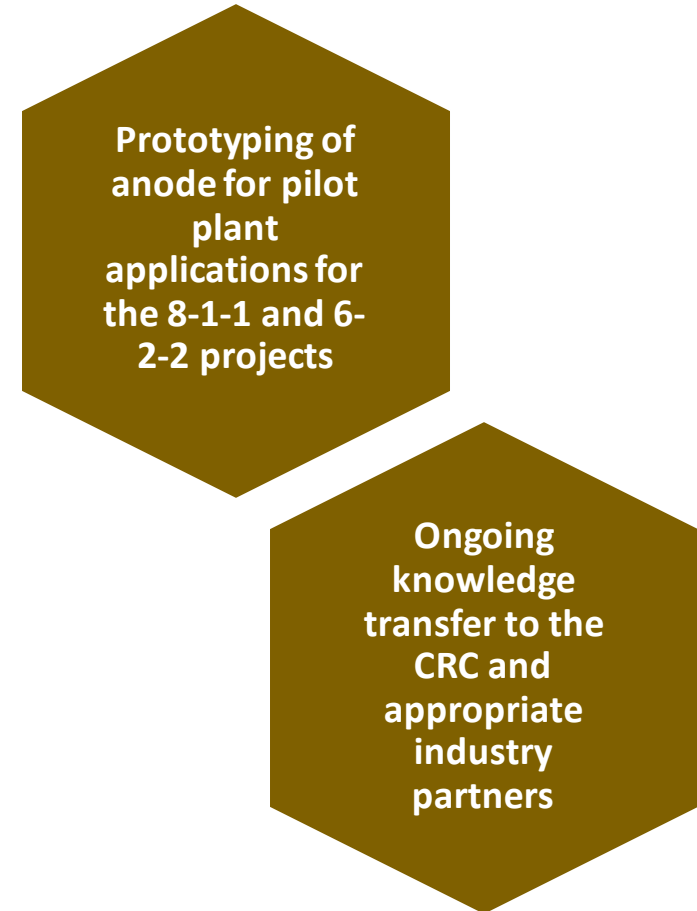 Prototyping of
anode for pilot
plant
applications for
the 8-1-1 and 6-
2-2 projects
Ongoing
knowledge
transfer to the
CRC and
appropriate
industry
partners